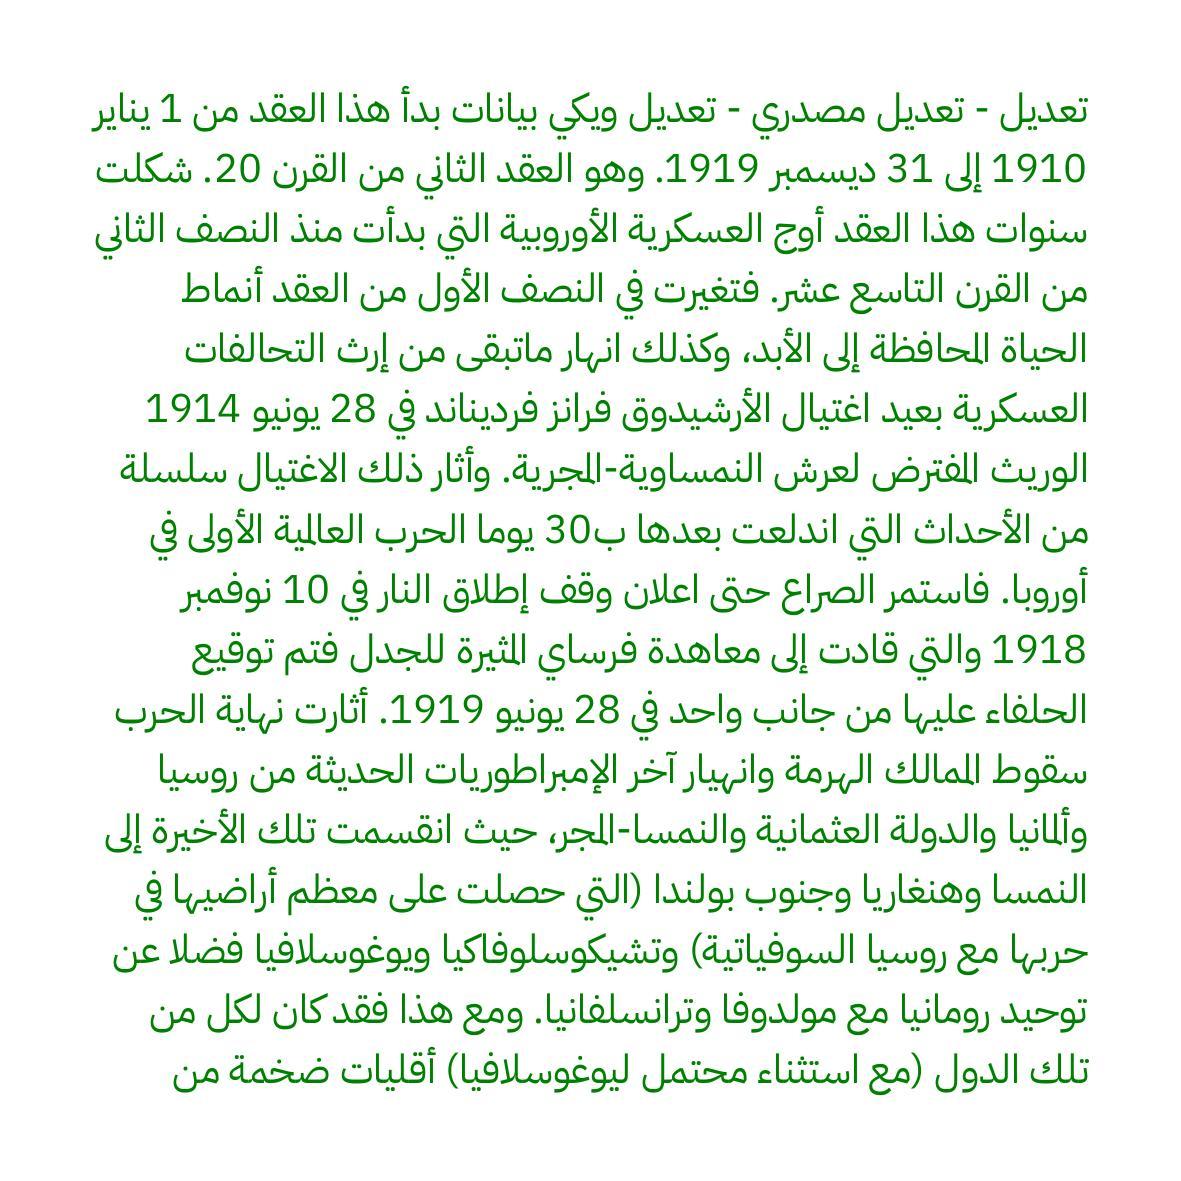 تعديل - تعديل مصدري - تعديل ويكي بيانات بدأ هذا العقد من 1 يناير
1910 إلى 31 ديسمبر 1919. وهو العقد الثاني من القرن 20. شكلت
سنوات هذا العقد أوج العسكرية الأوروبية التي بدأت منذ النصف الثاني
من القرن التاسع عشر. فتغيرت في النصف الأول من العقد أنماط
الحياة المحافظة إلى الأبد، وكذلك انهار ماتبقى من إرث التحالفات
العسكرية بعيد اغتيال الأرشيدوق فرانز فرديناند في 28 يونيو 1914
الوريث المفترض لعرش النمساوية-المجرية. وأثار ذلك الاغتيال سلسلة
من الأحداث التي اندلعت بعدها ب30 يوما الحرب العالمية الأولى في
أوروبا. فاستمر الصراع حتى اعلان وقف إطلاق النار في 10 نوفمبر
1918 والتي قادت إلى معاهدة فرساي المثيرة للجدل فتم توقيع
الحلفاء عليها من جانب واحد في 28 يونيو 1919. أثارت نهاية الحرب
سقوط الممالك الهرمة وانهيار آخر الإمبراطوريات الحديثة من روسيا
وألمانيا والدولة العثمانية والنمسا-المجر، حيث انقسمت تلك الأخيرة إلى
النمسا وهنغاريا وجنوب بولندا (التي حصلت على معظم أراضيها في
حربها مع روسيا السوفياتية) وتشيكوسلوفاكيا ويوغوسلافيا فضلا عن
توحيد رومانيا مع مولدوفا وترانسلفانيا. ومع هذا فقد كان لكل من
تلك الدول (مع استثناء محتمل ليوغوسلافيا) أقليات ضخمة من